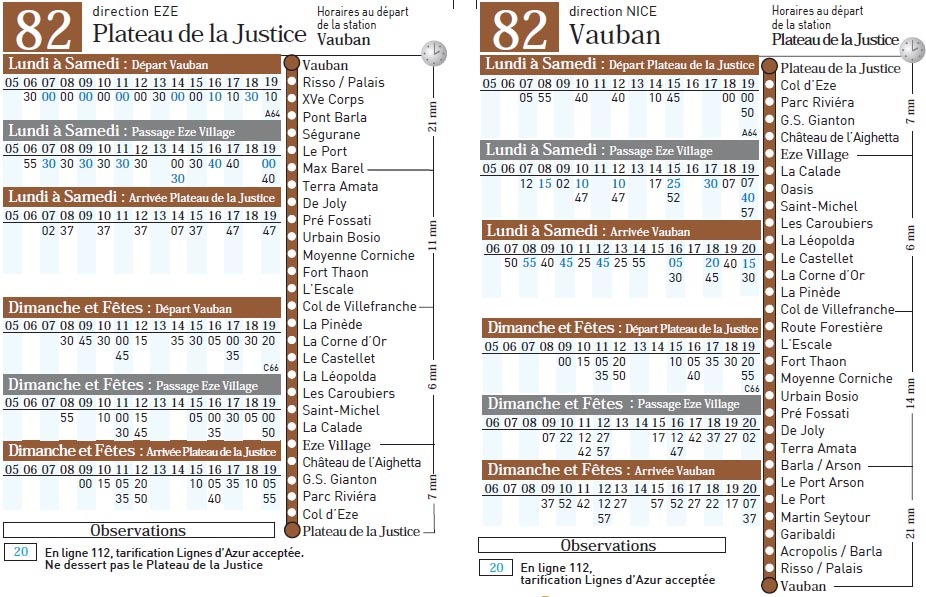 82
direction EZE
Plateau de la Justice
Horaires au départ
de la station
Vauban
Lundi à Samedi : Départ Vauban
05 06 07 08 09 10 11 12 13 14 15 16 17 18 19
30 00 00 00 00 00 00 30 00 00 10 10 30 10
A64
Lundi à Samedi : Passage Eze Village
05 06 07 08 09 10 11 12 13 14 15 16 17 18 19
55 30 30 30 30 30 30 00 30 40 40 00
30 40
Lundi à Samedi : Arrivée Plateau de la Justice
05 06 07 08 09 10 11 12 13 14 15 16 17 18 19
02 37 37 37 07 37 47 47
Dimanche et Fêtes : Départ Vauban
05 06 07 08 09 10 11 12 13 14 15 16 17 18 19
30 45 30 00 15 35 30 05 00 30 20
45 35
C66
Dimanche et Fêtes : Passage Eze Village
05 06 07 08 09 10 11 12 13 14 15 16 17 18 19
55 10 00 15 05 00 30 05 00
30 45 35 50
Dimanche et Fêtes : Arrivée Plateau de la Justice
05 06 07 08 09 10 11 12 13 14 15 16 17 18 19
00 15 05 20 10 05 35 10 05
35 50 40 55
Observations
20 En ligne 112, tarification Lignes d'Azur acceptée.
Ne dessert pas le Plateau de la Justice
Vauban
Risso / Palais
XVe Corps
Pont Barla
Ségurane
Le Port
Max Barel
Terra Amata
De Joly
Pré Fossati
Urbain Bosio
Moyenne Corniche
Fort Thaon
L'Escale
Col de Villefranche
La Pinède
La Corne d'Or
Le Castellet
La Léopolda
Les Caroubiers
Saint-Michel
La Calade
Eze Village
Château de l'Aighetta
G.S. Gianton
Parc Riviéra
Col d'Eze
Plateau de la Justice
21 mn
11 mn
6 mn
7 mn
82
direction NICE
Vauban
Horaires au départ
de la station
Plateau de la Justice
Lundi à Samedi : Départ Plateau de la Justice
05 06 07 08 09 10 11 12 13 14 15 16 17 18 19
05 55 40 40 10 45 00 00
50
A64
Lundi à Samedi : Passage Eze Village
05 06 07 08 09 10 11 12 13 14 15 16 17 18 19
12 15 02 10 10 17 25 30 07 07
47 47 52 40
57
Lundi à Samedi : Arrivée Vauban
06 07 08 09 10 11 12 13 14 15 16 17 18 19 20
50 55 40 45 25 45 25 55 05 20 40 15
30 45 30
Dimanche et Fêtes : Départ Plateau de la Justice
05 06 07 08 09 10 11 12 13 14 15 16 17 18 19
00 15 05 20 10 05 35 30 20
35 50 40 55
C66
Dimanche et Fêtes : Passage Eze Village
06 07 08 09 10 11 12 13 14 15 16 17 18 19 20
07 22 12 27 17 12 42 37 27 02
42 57 47
Dimanche et Fêtes : Arrivée Vauban
06 07 08 09 10 11 12 13 14 15 16 17 18 19 20
37 52 42 12 27 57 52 27 22 17 07
57 37
Observations
20 En ligne 112,
tarification Lignes d'Azur acceptée
Plateau de la Justice
Col d'Eze
Parc Riviéra
G.S. Gianton
Château de l'Aighetta
Eze Village
La Calade
Oasis
Saint-Michel
Les Caroubiers
La Léopolda
Le Castellet
La Corne d'Or
La Pinède
Col de Villefranche
Route Forestière
L'Escale
Fort Thaon
Moyenne Corniche
Urbain Bosio
Pré Fossati
De Joly
Terra Amata
Barla / Arson
Le Port Arson
Le Port
Martin Seytour
Garibaldi
Acropolis / Barla
Risso / Palais
Vauban
7 mn
6 mn
14 mn
21 mn